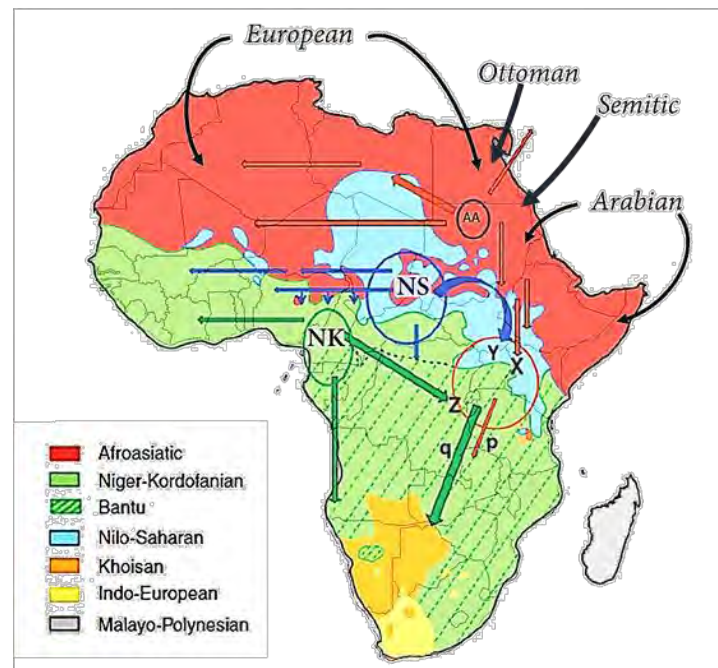 European
Ottoman
Semitic
Arabian
AA
NS
NK
Y
X
Z
q
p
Afroasiatic
Niger-Kordofanian
Bantu
Nilo-Saharan
Khoisan
Indo-European
Malayo-Polynesian